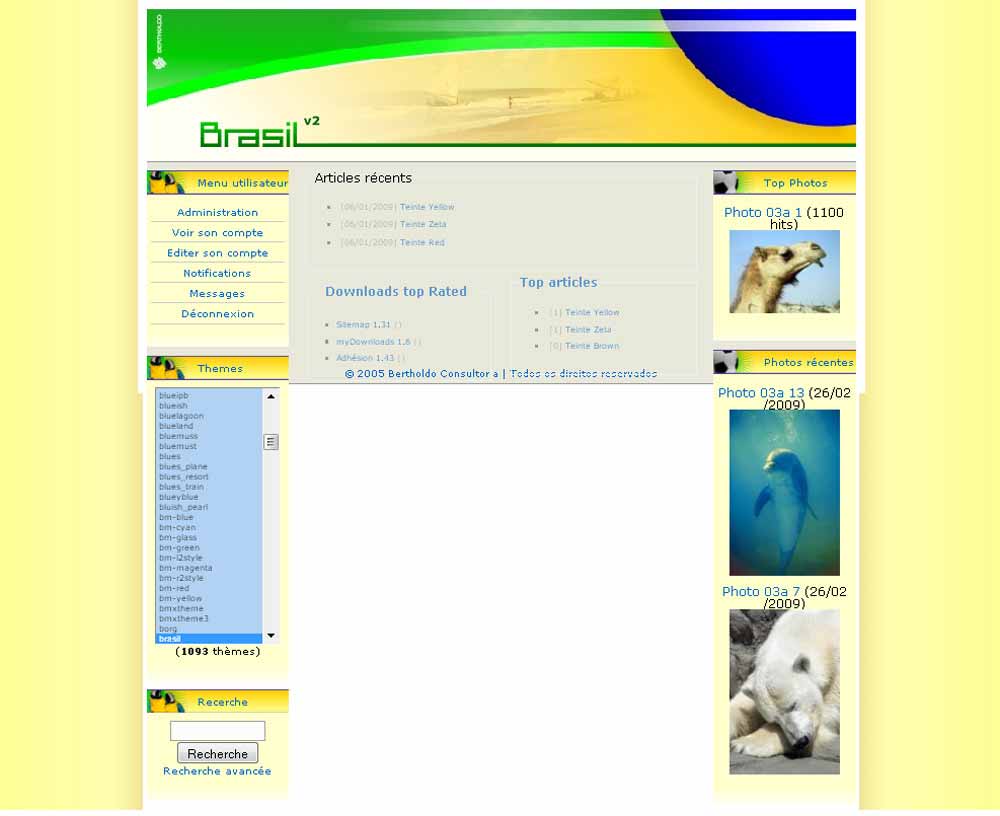 BERTHOLDO
Brasil v2
Menu utilisateur
Administration
Voir son compte
Editer son compte
Notifications
Messages
Déconnexion
Themes
blueipb
blueish
bluelagoon
blueland
bluemuss
bluemust
blues
blues_plane
blues_resort
blues_train
blueyblue
bluish_pearl
bm-blue
bm-cyan
bm-glass
bm-green
bm-i2style
bm-magenta
bm-r2style
bm-red
bm-yellow
bmxtheme
bmxtheme3
borg
brasil
(1093 thèmes)
Recerche
Recherche
Recherche avancée
Articles récents
[06/01/2009] Teinte Yellow
[06/01/2009] Teinte Zeta
[06/01/2009] Teinte Red
Downloads top Rated
Sitemap 1.31 ()
myDownloads 1.6 ()
Adhésion 1.43 ()
Top articles
[1] Teinte Yellow
[1] Teinte Zeta
[0] Teinte Brown
© 2005 Bertholdo Consultor a | Todos os direitos reservados
Top Photos
Photo 03a 1 (1100
hits)
Photos récentes
Photo 03a 13 (26/02
/2009)
Photo 03a 7 (26/02
/2009)